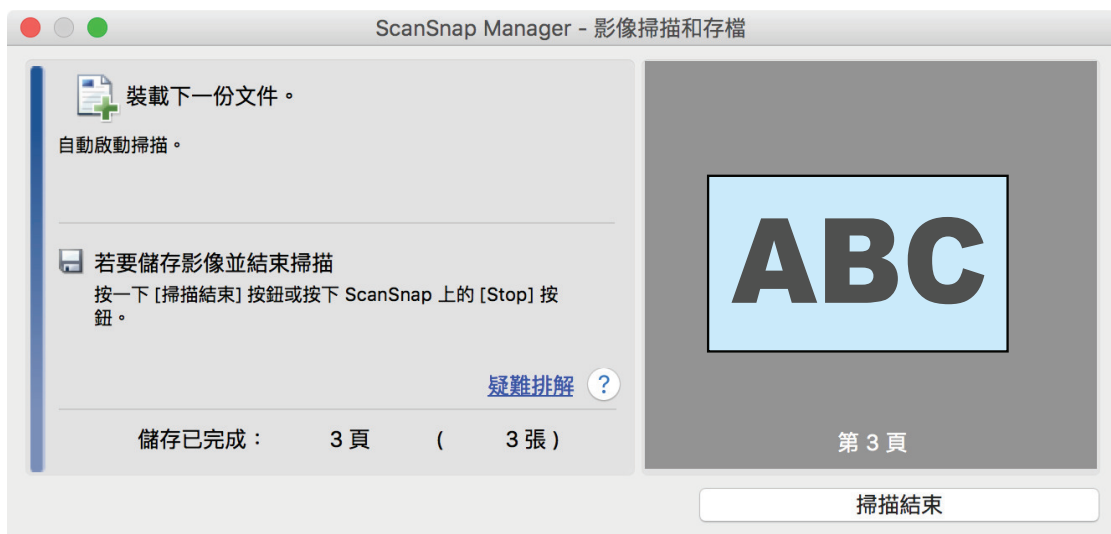 ScanSnap Manager - 影像掃描和存檔
裝載下一份文件。
自動啟動掃描。
若要儲存影像並結束掃描
按一下 [掃描結束] 按鈕或按下 ScanSnap 上的 [Stop] 按
鈕。
疑難排解 ?
儲存已完成： 3 頁 ( 3 張 )
ABC
第 3 頁
掃描結束